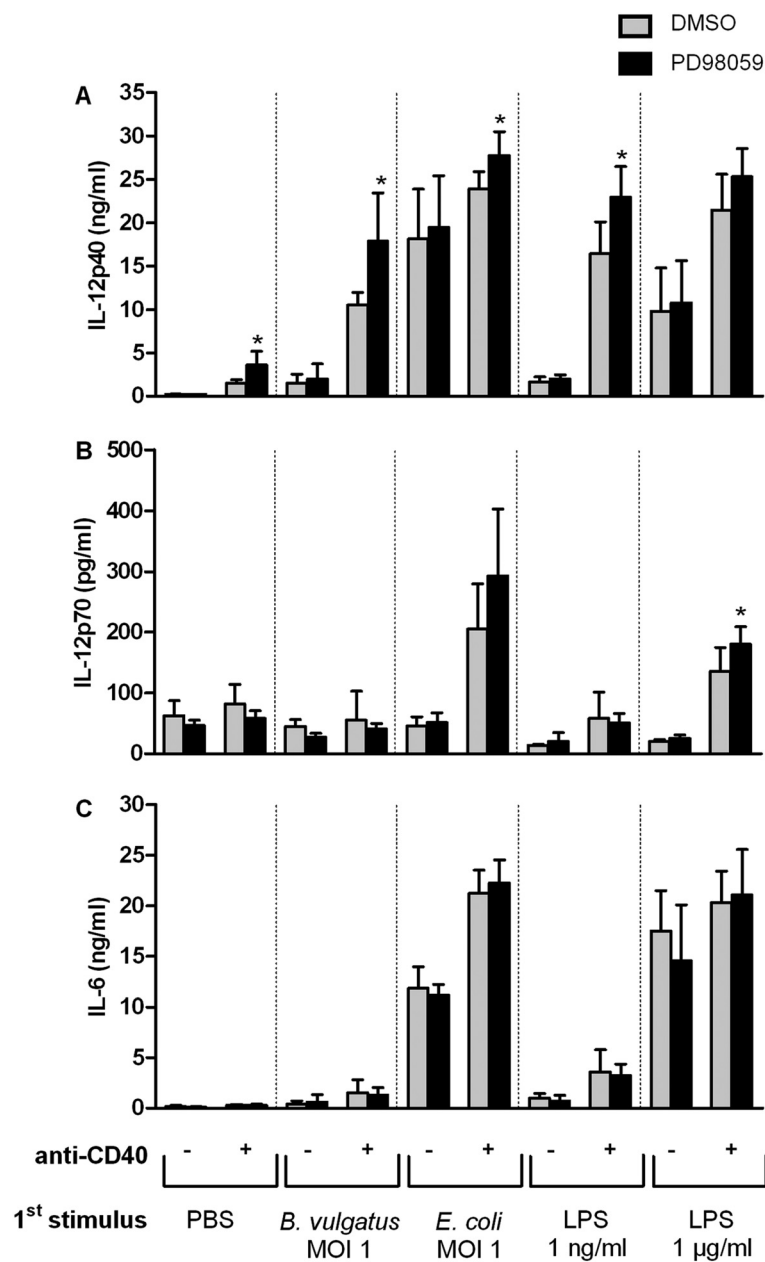 DMSO
PD98059
A
IL-12p40 (ng/ml)
35
30
25
20
15
10
5
0
* * * *
B
IL-12p70 (pg/ml)
500
400
300
200
100
0
*
C
IL-6 (ng/ml)
30
25
20
15
10
5
0
anti-CD40 - + - + - + - + - +
1st stimulus PBS B. vulgatus E. coli LPS LPS
MOI 1 MOI 1 1 ng/ml 1 µg/ml